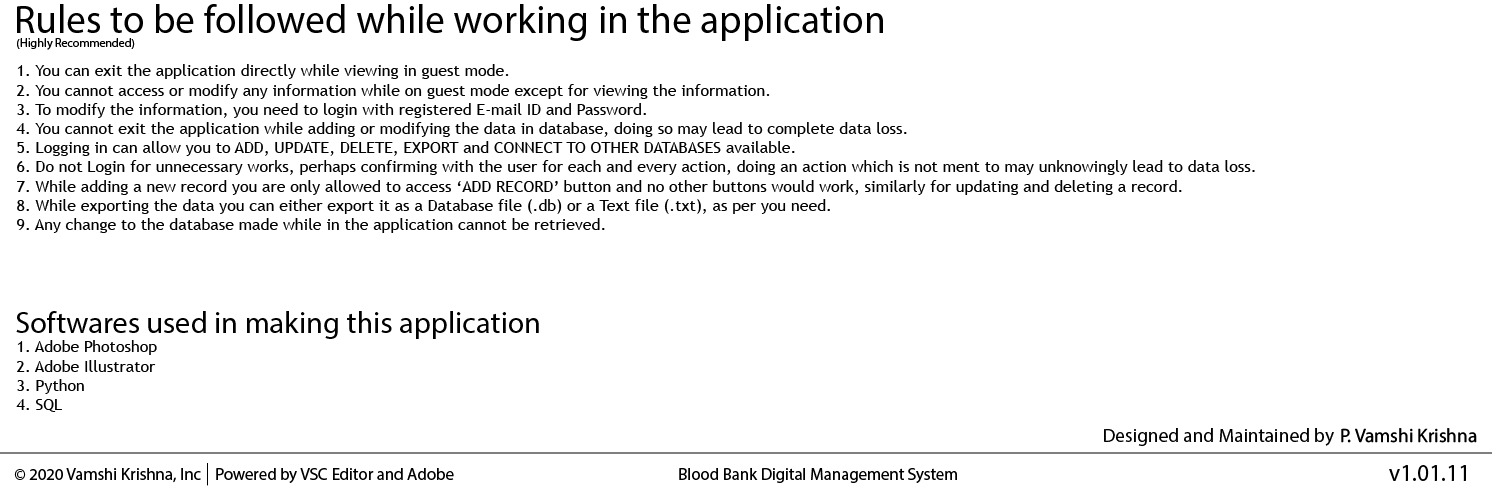 Rules to be followed while working in the application
(Highly Recommended)
1. You can exit the application directly while viewing in guest mode.
2. You cannot access or modify any information while on guest mode except for viewing the information.
3. To modify the information, you need to login with registered E-mail ID and Password.
4. You cannot exit the application while adding or modifying the data in database, doing so may lead to complete data loss.
5. Logging in can allow you to ADD, UPDATE, DELETE, EXPORT and CONNECT TO OTHER DATABASES available.
6. Do not Login for unnecessary works, perhaps confirming with the user for each and every action, doing an action which is not ment to may unknowingly lead to data loss.
7. While adding a new record you are only allowed to access ‘ADD RECORD’ button and no other buttons would work, similarly for updating and deleting a record.
8. While exporting the data you can either export it as a Database file (.db) or a Text file (.txt), as per you need.
9. Any change to the database made while in the application cannot be retrieved.
Softwares used in making this application
1. Adobe Photoshop
2. Adobe Illustrator
3. Python
4. SQL
Designed and Maintained by P. Vamshi Krishna
© 2020 Vamshi Krishna, Inc | Powered by VSC Editor and Adobe
Blood Bank Digital Management System
v1.01.11